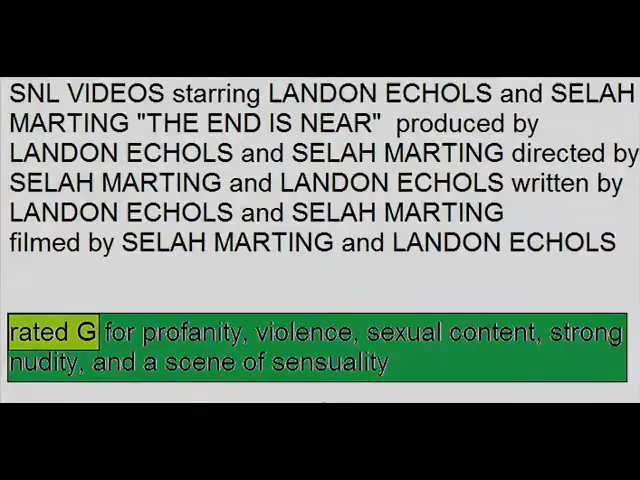 SNL VIDEOS starring LANDON ECHOLS and SELAH
MARTING "THE END IS NEAR" produced by
LANDON ECHOLS and SELAH MARTING directed by
SELAH MARTING and LANDON ECHOLS written by
LANDON ECHOLS and SELAH MARTING
filmed by SELAH MARTING and LANDON ECHOLS
rated G for profanity, violence, sexual content, strong
nudity, and a scene of sensuality